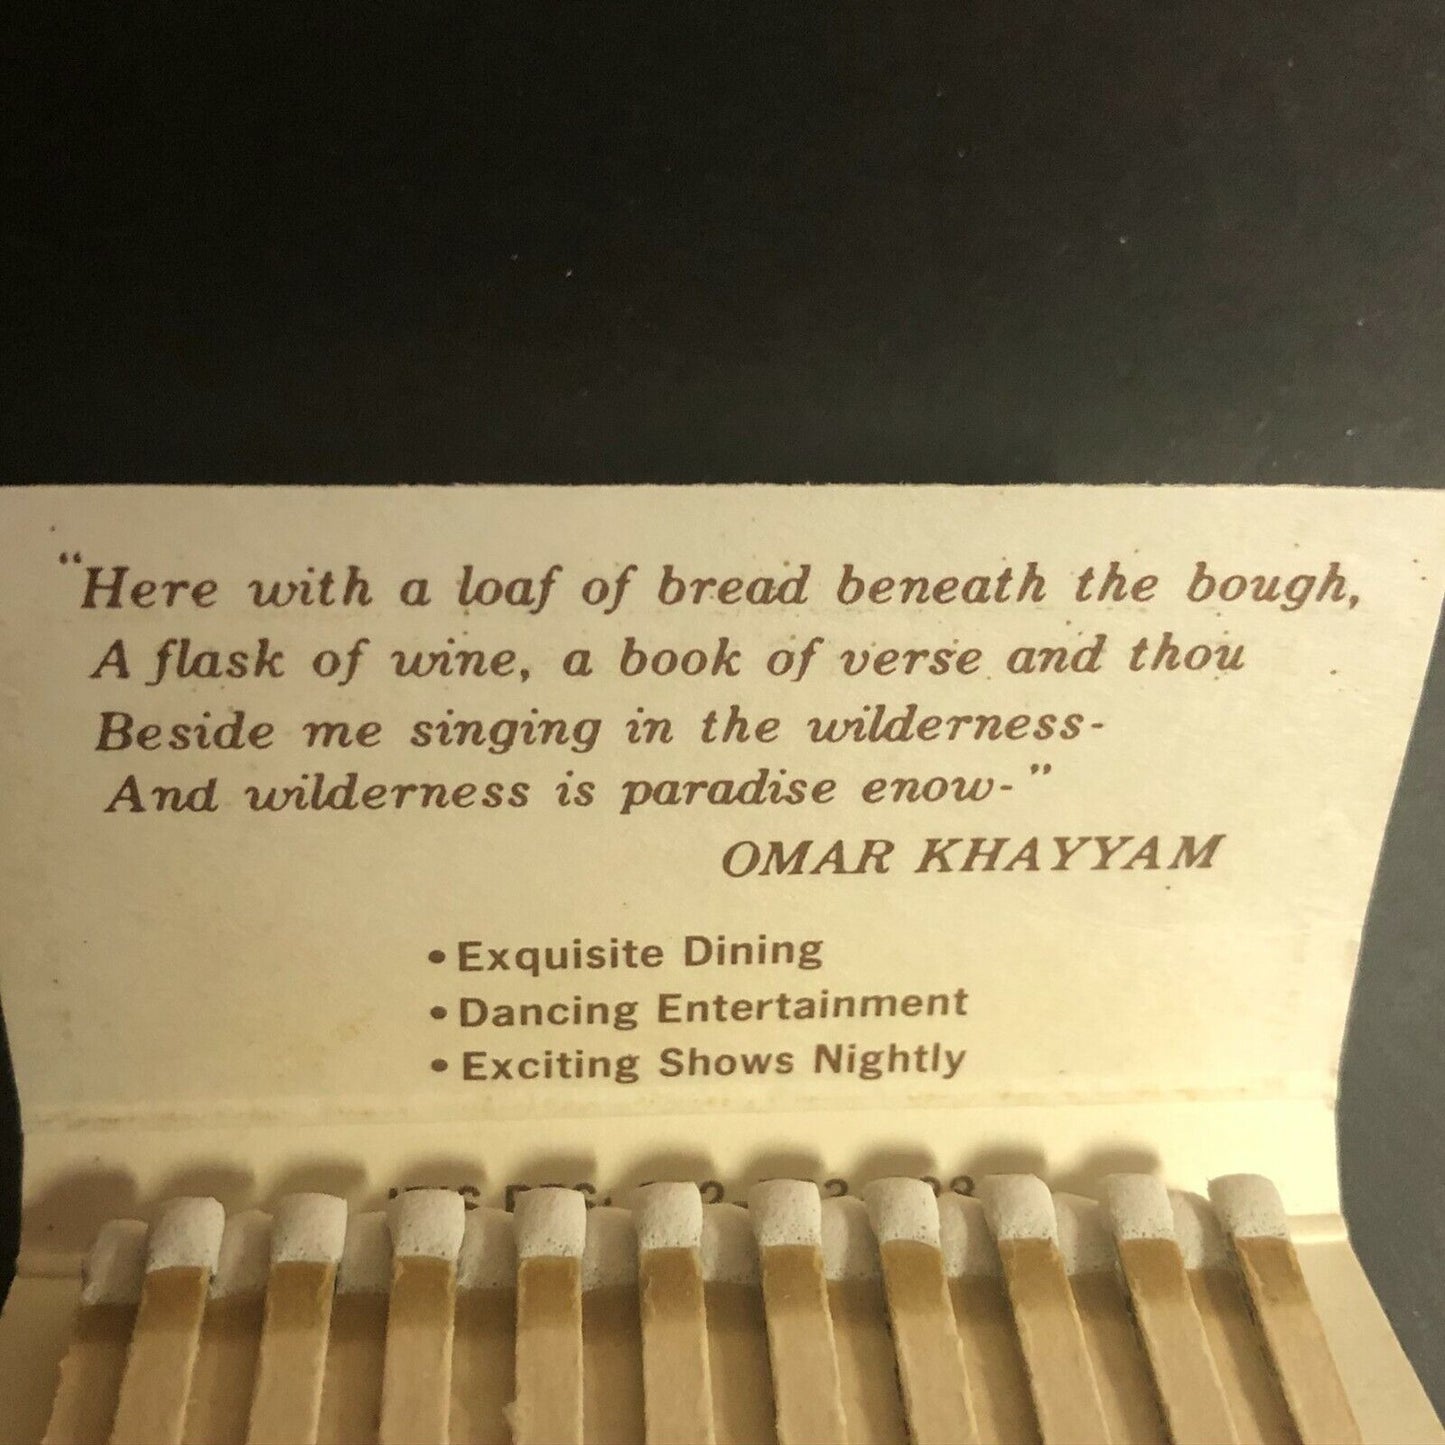 “Here with a loaf of bread beneath the bough,
A flask of wine, a book of verse and thou
Beside me singing in the wilderness-
And wilderness is paradise enow-”
OMAR KHAYYAM
• Exquisite Dining
• Dancing Entertainment
• Exciting Shows Nightly